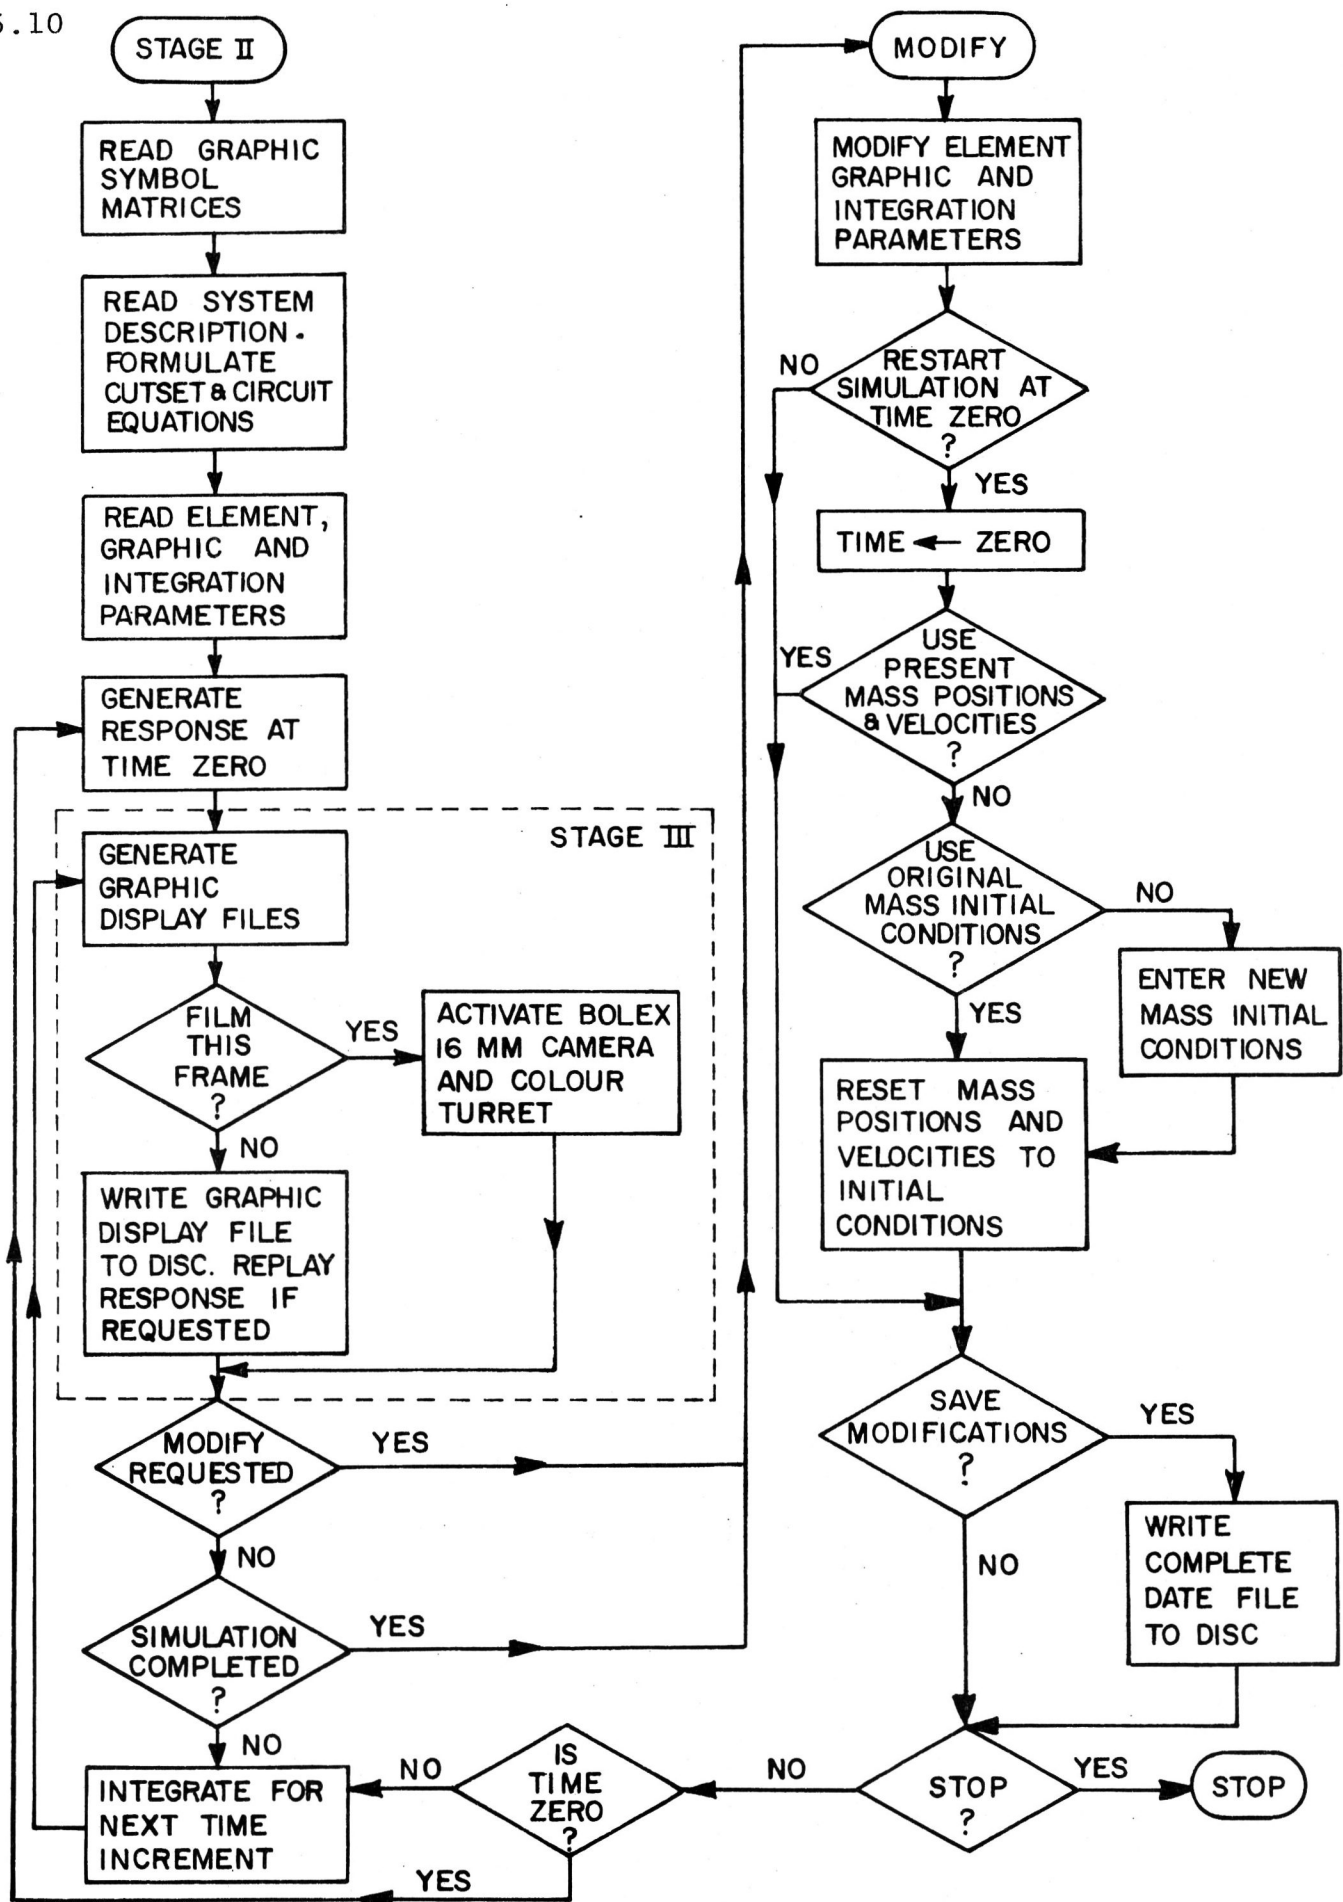 5.10
STAGE II
READ GRAPHIC
SYMBOL
MATRICES
READ SYSTEM
DESCRIPTION.
FORMULATE
CUTSET & CIRCUIT
EQUATIONS
READ ELEMENT,
GRAPHIC AND
INTEGRATION
PARAMETERS
GENERATE
RESPONSE AT
TIME ZERO
STAGE III
GENERATE
GRAPHIC
DISPLAY FILES
FILM
THIS
FRAME
?
YES
ACTIVATE BOLEX
16 MM CAMERA
AND COLOUR
TURRET
NO
WRITE GRAPHIC
DISPLAY FILE
TO DISC. REPLAY
RESPONSE IF
REQUESTED
MODIFY
REQUESTED
?
YES
NO
SIMULATION
COMPLETED
?
YES
NO
INTEGRATE FOR
NEXT TIME
INCREMENT
NO
IS
TIME
ZERO
?
YES
MODIFY
MODIFY ELEMENT
GRAPHIC AND
INTEGRATION
PARAMETERS
NO
RESTART
SIMULATION AT
TIME ZERO
?
YES
TIME ← ZERO
YES
USE
PRESENT
MASS POSITIONS
& VELOCITIES
?
NO
USE
ORIGINAL
MASS INITIAL
CONDITIONS
?
NO
ENTER NEW
MASS INITIAL
CONDITIONS
YES
RESET MASS
POSITIONS AND
VELOCITIES TO
INITIAL
CONDITIONS
SAVE
MODIFICATIONS
?
YES
WRITE
COMPLETE
DATE FILE
TO DISC
NO
NO
STOP
?
YES
STOP